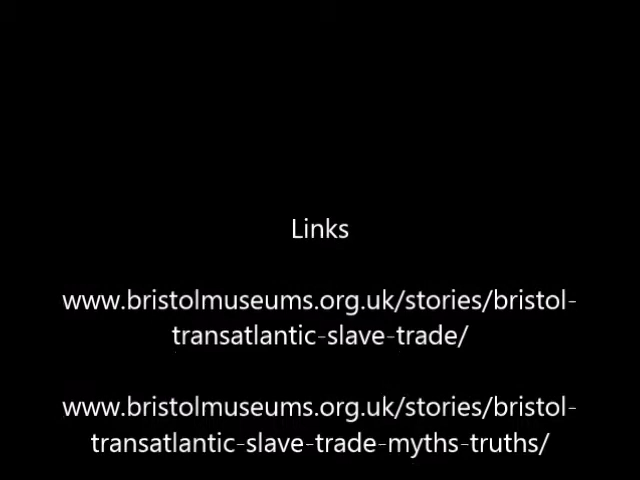 Links
www.bristolmuseums.org.uk/stories/bristol-
transatlantic-slave-trade/
www.bristolmuseums.org.uk/stories/bristol-
transatlantic-slave-trade-myths-truths/